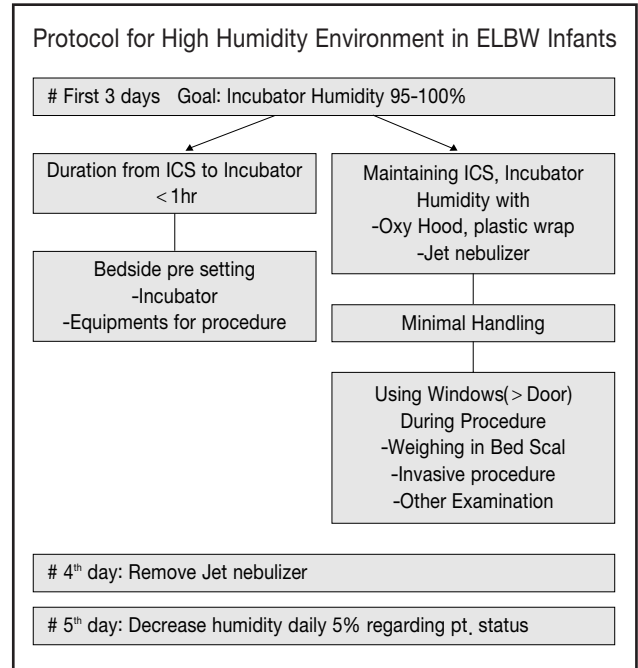 Protocol for High Humidity Environment in ELBW Infants
# First 3 days Goal: Incubator Humidity 95-100%
Duration from ICS to Incubator
< 1hr
Bedside pre setting
-Incubator
-Equipments for procedure
Maintaining ICS, Incubator
Humidity with
-Oxy Hood, plastic wrap
-Jet nebulizer
Minimal Handling
Using Windows(> Door)
During Procedure
-Weighing in Bed Scal
-Invasive procedure
-Other Examination
# 4th day: Remove Jet nebulizer
# 5th day: Decrease humidity daily 5% regarding pt. status